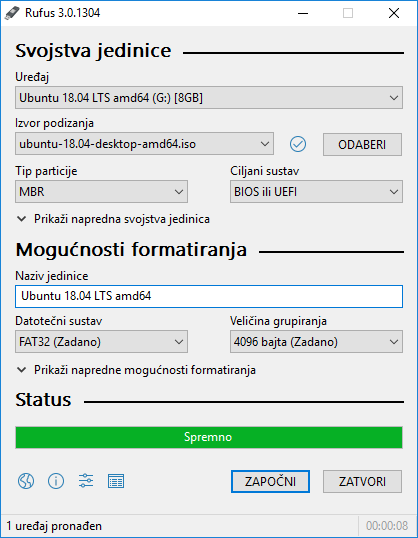 Rufus 3.0.1304
Svojstva jedinice
Uređaj
Ubuntu 18.04 LTS amd64 (G:) [8GB]
Izvor podizanja
ubuntu-18.04-desktop-amd64.iso
ODABERI
Tip particije
Ciljani sustav
MBR
BIOS ili UEFI
Prikaži napredna svojstva jedinica
Mogućnosti formatiranja
Naziv jedinice
Ubuntu 18.04 LTS amd64
Datotečni sustav
Veličina grupiranja
FAT32 (Zadano)
4096 bajta (Zadano)
Prikaži napredne mogućnosti formatiranja
Status
Spremno
ZAPOČNI
ZATVORI
1 uređaj pronađen
00:00:08